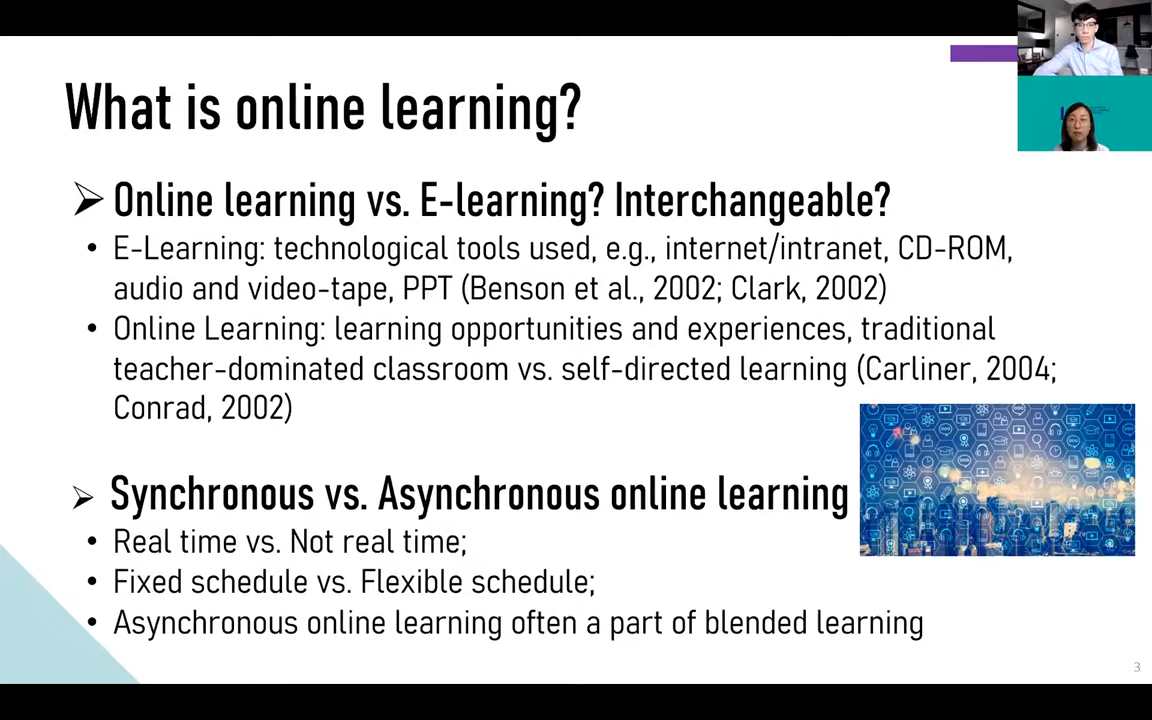 What is online learning?
Online learning vs. E-learning? Interchangeable?
• E-Learning: technological tools used, e.g., internet/intranet, CD-ROM,
audio and video-tape, PPT (Benson et al., 2002; Clark, 2002)
• Online Learning: learning opportunities and experiences, traditional
teacher-dominated classroom vs. self-directed learning (Carliner, 2004;
Conrad, 2002)
Synchronous vs. Asynchronous online learning
• Real time vs. Not real time;
• Fixed schedule vs. Flexible schedule;
• Asynchronous online learning often a part of blended learning
3